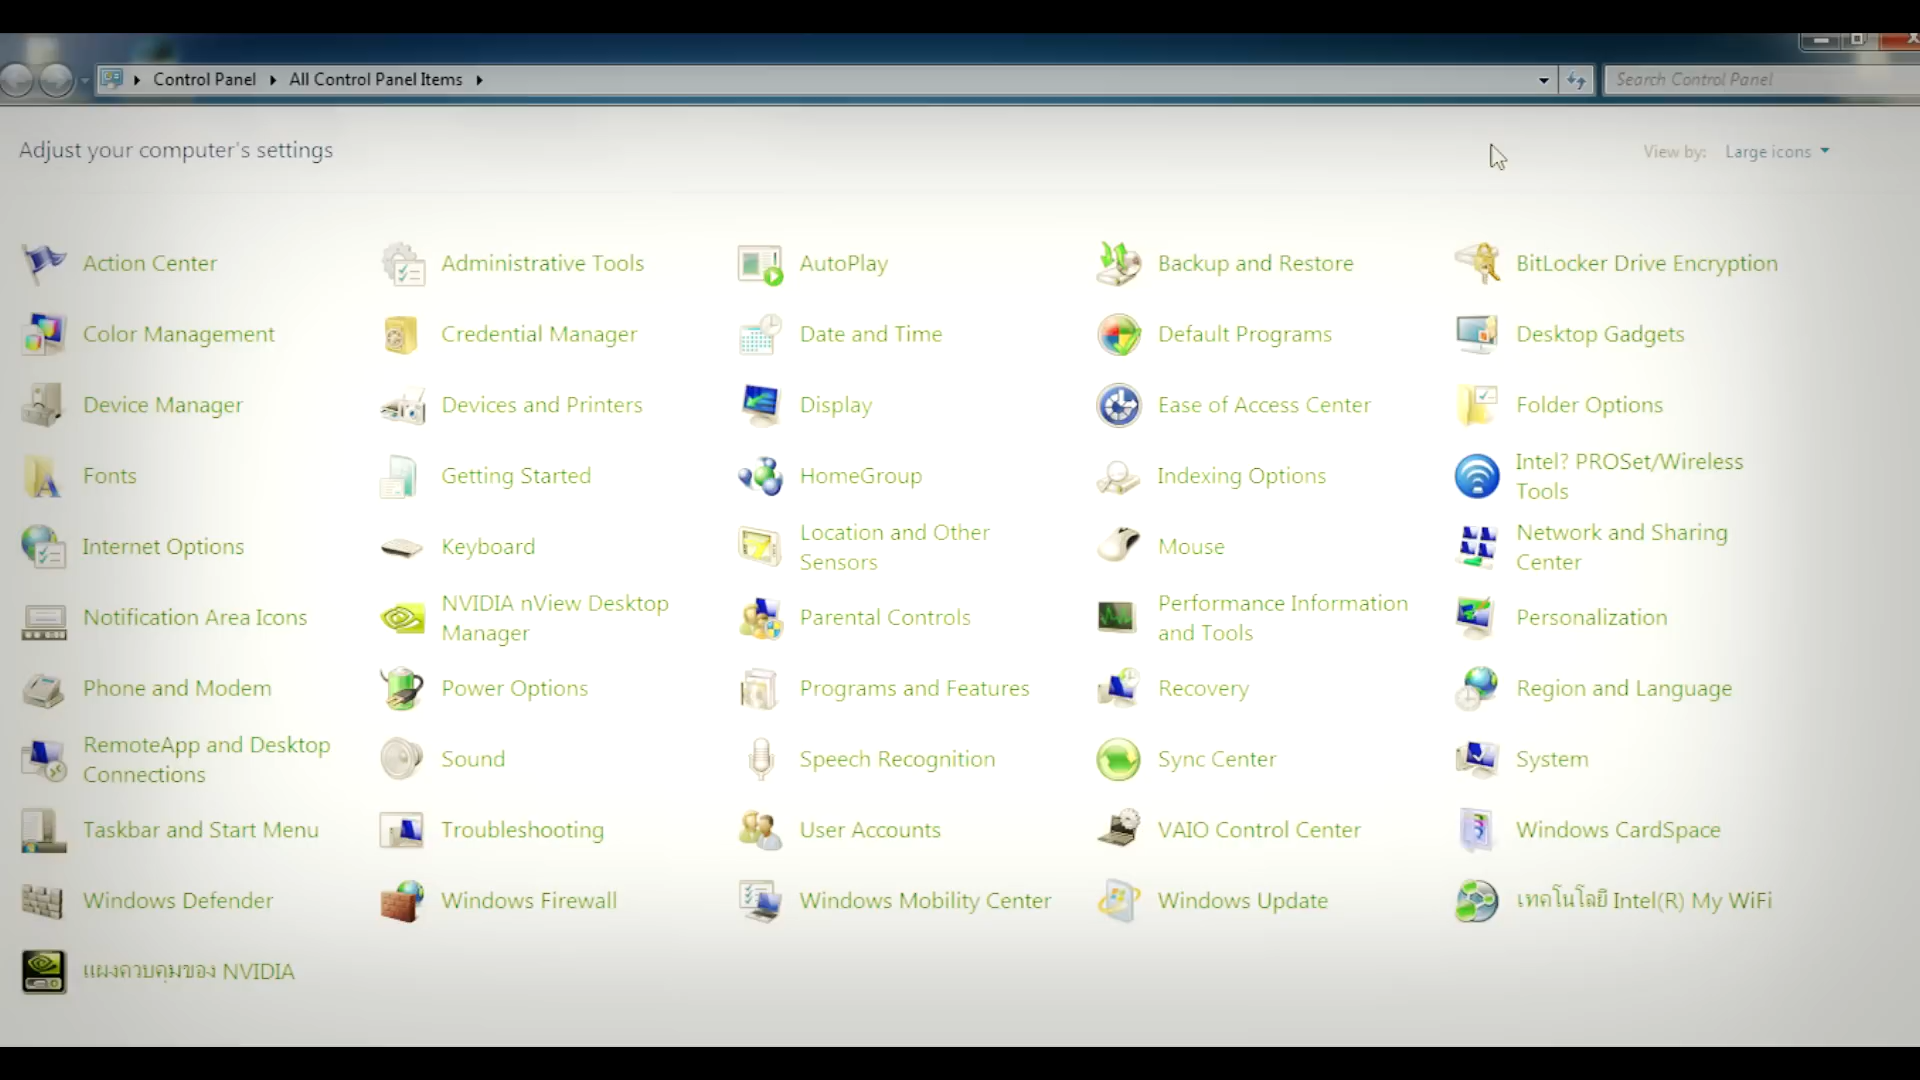 Control Panel All Control Panel Items
Search Control Panel
Adjust your computer's settings
View by: Large icons
Action Center
Administrative Tools
AutoPlay
Backup and Restore
BitLocker Drive Encryption
Color Management
Credential Manager
Date and Time
Default Programs
Desktop Gadgets
Device Manager
Devices and Printers
Display
Ease of Access Center
Folder Options
Fonts
Getting Started
HomeGroup
Indexing Options
Intel? PROSet/Wireless
Tools
Internet Options
Keyboard
Location and Other
Sensors
Mouse
Network and Sharing
Center
Notification Area Icons
NVIDIA nView Desktop
Manager
Parental Controls
Performance Information
and Tools
Personalization
Phone and Modem
Power Options
Programs and Features
Recovery
Region and Language
RemoteApp and Desktop
Connections
Sound
Speech Recognition
Sync Center
System
Taskbar and Start Menu
Troubleshooting
User Accounts
VAIO Control Center
Windows CardSpace
Windows Defender
Windows Firewall
Windows Mobility Center
Windows Update
เทคโนโลยี Intel(R) My WiFi
แผงควบคุมของ NVIDIA